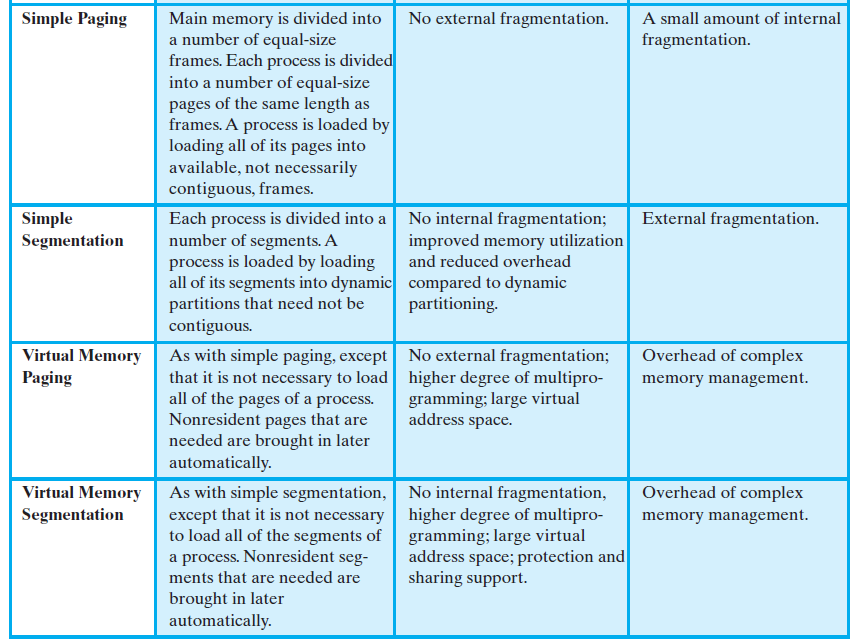 Simple Paging
Main memory is divided into
a number of equal-size
frames. Each process is divided
into a number of equal-size
pages of the same length as
frames. A process is loaded by
loading all of its pages into
available, not necessarily
contiguous, frames.
No external fragmentation.
A small amount of internal
fragmentation.
Simple
Segmentation
Each process is divided into a
number of segments. A
process is loaded by loading
all of its segments into dynamic
partitions that need not be
contiguous.
No internal fragmentation;
improved memory utilization
and reduced overhead
compared to dynamic
partitioning.
External fragmentation.
Virtual Memory
Paging
As with simple paging, except
that it is not necessary to load
all of the pages of a process.
Nonresident pages that are
needed are brought in later
automatically.
No external fragmentation;
higher degree of multipro-
gramming; large virtual
address space.
Overhead of complex
memory management.
Virtual Memory
Segmentation
As with simple segmentation,
except that it is not necessary
to load all of the segments of
a process. Nonresident seg-
ments that are needed are
brought in later
automatically.
No internal fragmentation,
higher degree of multipro-
gramming; large virtual
address space; protection and
sharing support.
Overhead of complex
memory management.